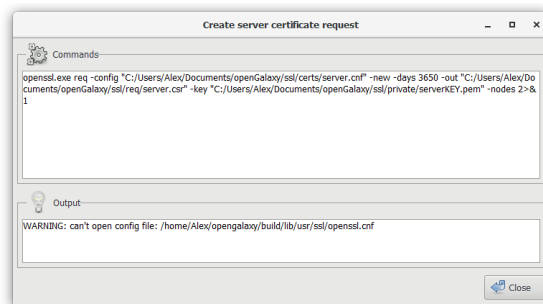 Create server certificate request
Commands
openssl.exe req -config "C:/Users/Alex/Documents/openGalaxy/ssl/certs/server.cnf" -new -days 3650 -out "C:/Users/Alex/Do
cuments/openGalaxy/ssl/req/server.csr" -key "C:/Users/Alex/Documents/openGalaxy/ssl/private/serverKEY.pem" -nodes 2>&
1
Output
WARNING: can't open config file: /home/Alex/opengalaxy/build/lib/usr/ssl/openssl.cnf
Close